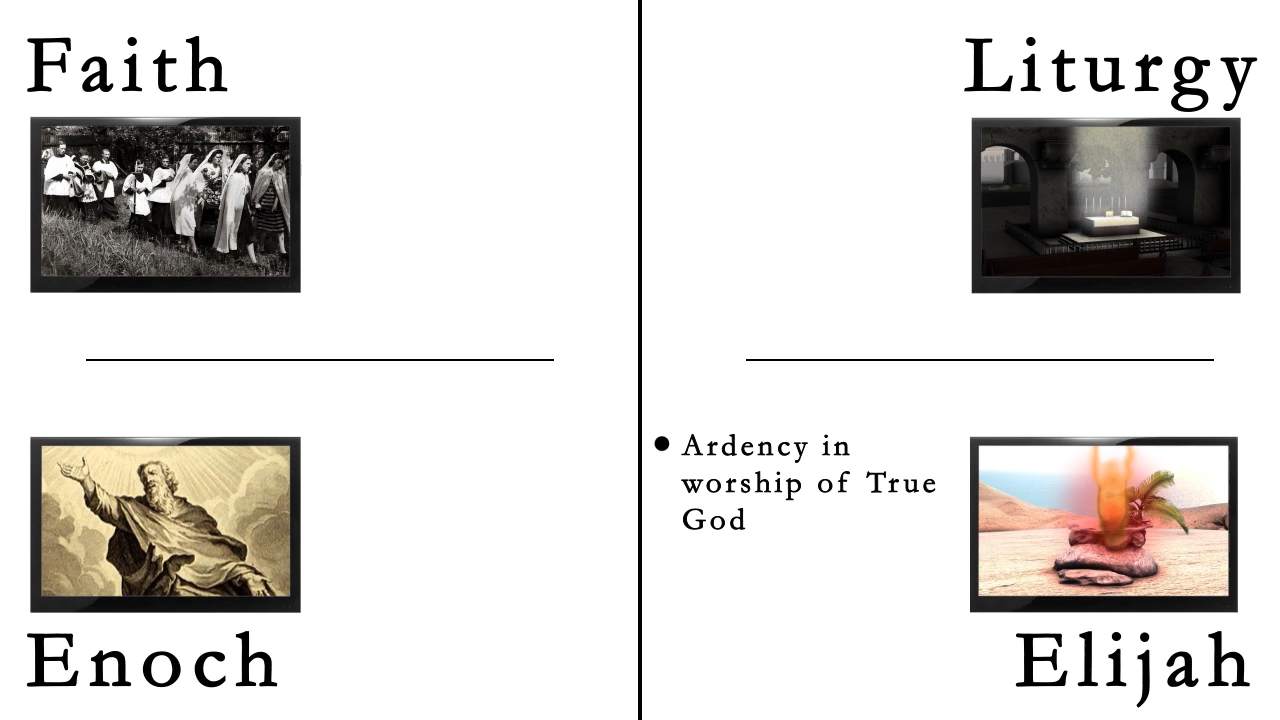 Faith
Liturgy
Ardency in
worship of True
God
Enoch
Elijah